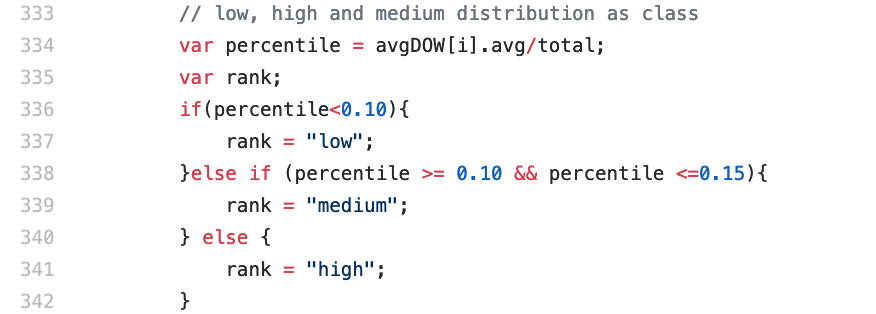 333 // low, high and medium distribution as class
334 var percentile = avgDOW[i].avg/total;
335 var rank;
336 if(percentile<0.10){
337 rank = "low";
338 }else if (percentile >= 0.10 && percentile <=0.15){
339 rank = "medium";
340 } else {
341 rank = "high";
342 }